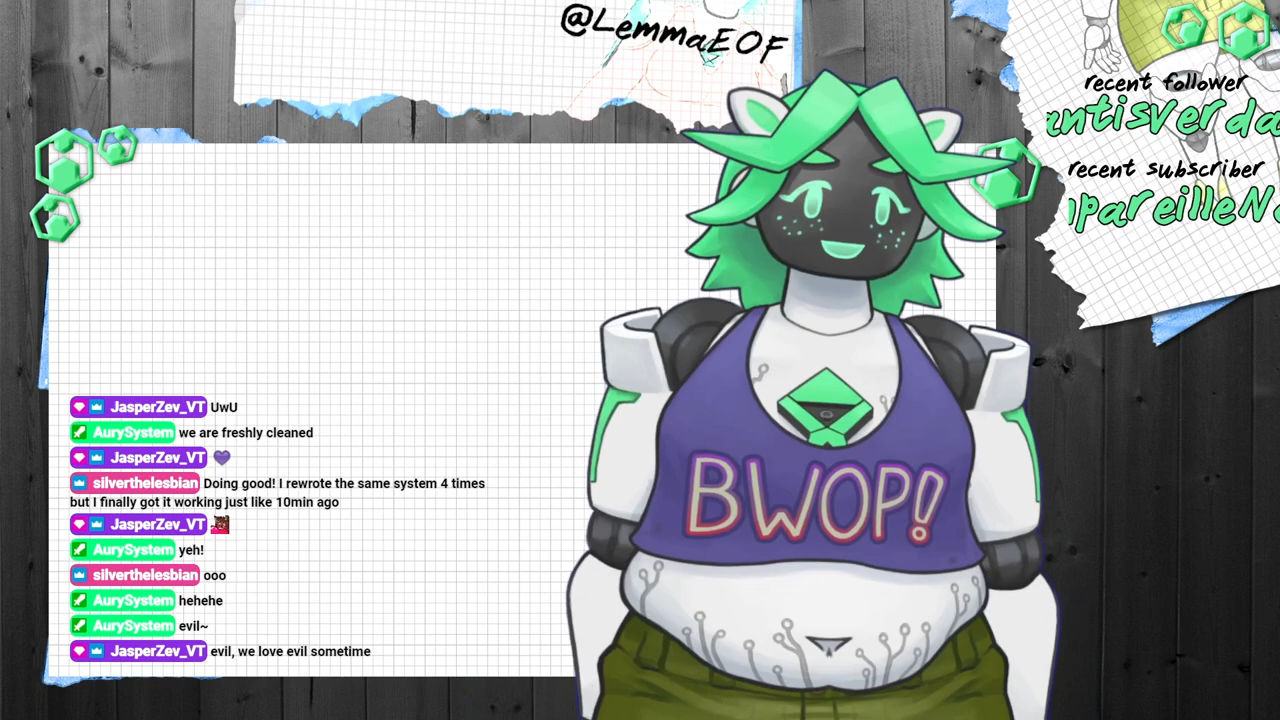 @LemmaEOF
recent follower
antisVerda
recent subscriber
pareilleN
JasperZev_VT UwU
AurySystem we are freshly cleaned
JasperZev_VT 💜
silverthelesbian Doing good! I rewrote the same system 4 times
but I finally got it working just like 10min ago
JasperZev_VT
AurySystem yeh!
silverthelesbian ooo
AurySystem hehehe
AurySystem evil~
JasperZev_VT evil, we love evil sometime
BWOP!